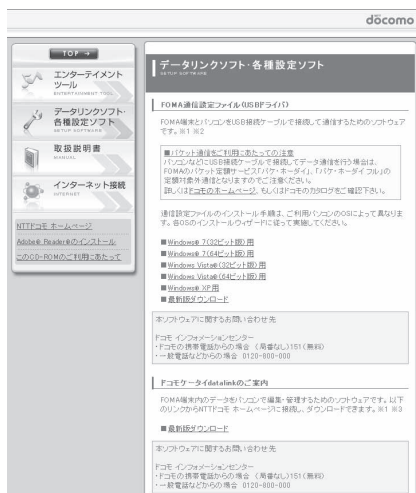 döcomo
TOP →
エンターテイメント
ツール
ENTERTAINMENT TOOL
データリンクソフト・
各種設定ソフト
SETUP SOFTWARE
取扱説明書
MANUAL
インターネット接続
INTERNET
NTTドコモ ホームページ
Adobe® Reader®のインストール
このCD-ROMのご利用にあたって
データリンクソフト・各種設定ソフト
SETUP SOFTWARE
FOMA通信設定ファイル(USBドライバ)
FOMA端末とパソコンをUSB接続ケーブルで接続して通信するためのソフトウェア
です。※1 ※2
■パケット通信をご利用にあたっての注意
パソコンなどにUSB接続ケーブルで接続してデータ通信を行う場合は、
FOMAのパケット定額サービス「パケ・ホーダイ」、「パケ・ホーダイフル」の
定額対象外通信となりますのでご注意ください。
詳しくはドコモのホームページ、もしくはドコモのカタログをご確認下さい。
通信設定ファイルのインストール手順は、ご利用パソコンのOSによって異なりま
す。各OSのインストールウィザードに従って実施してください。
■Windows® 7(32ビット版)用
■Windows® 7(64ビット版)用
■Windows Vista®(32ビット版)用
■Windows Vista®(64ビット版)用
■Windows® XP用
■最新版ダウンロード
本ソフトウェアに関するお問い合わせ先
ドコモ インフォメーションセンター
・ドコモの携帯電話からの場合 (局番なし)151(無料)
・一般電話などからの場合 0120-800-000
ドコモケータイdatalinkのご案内
FOMA端末内のデータをパソコンで編集・管理するためのソフトウェアです。以下
のリンクからNTTドコモ ホームページに接続し、ダウンロードできます。※1 ※3
■最新版ダウンロード
本ソフトウェアに関するお問い合わせ先
ドコモ インフォメーションセンター
・ドコモの携帯電話からの場合 (局番なし)151(無料)
・一般電話などからの場合 0120-800-000